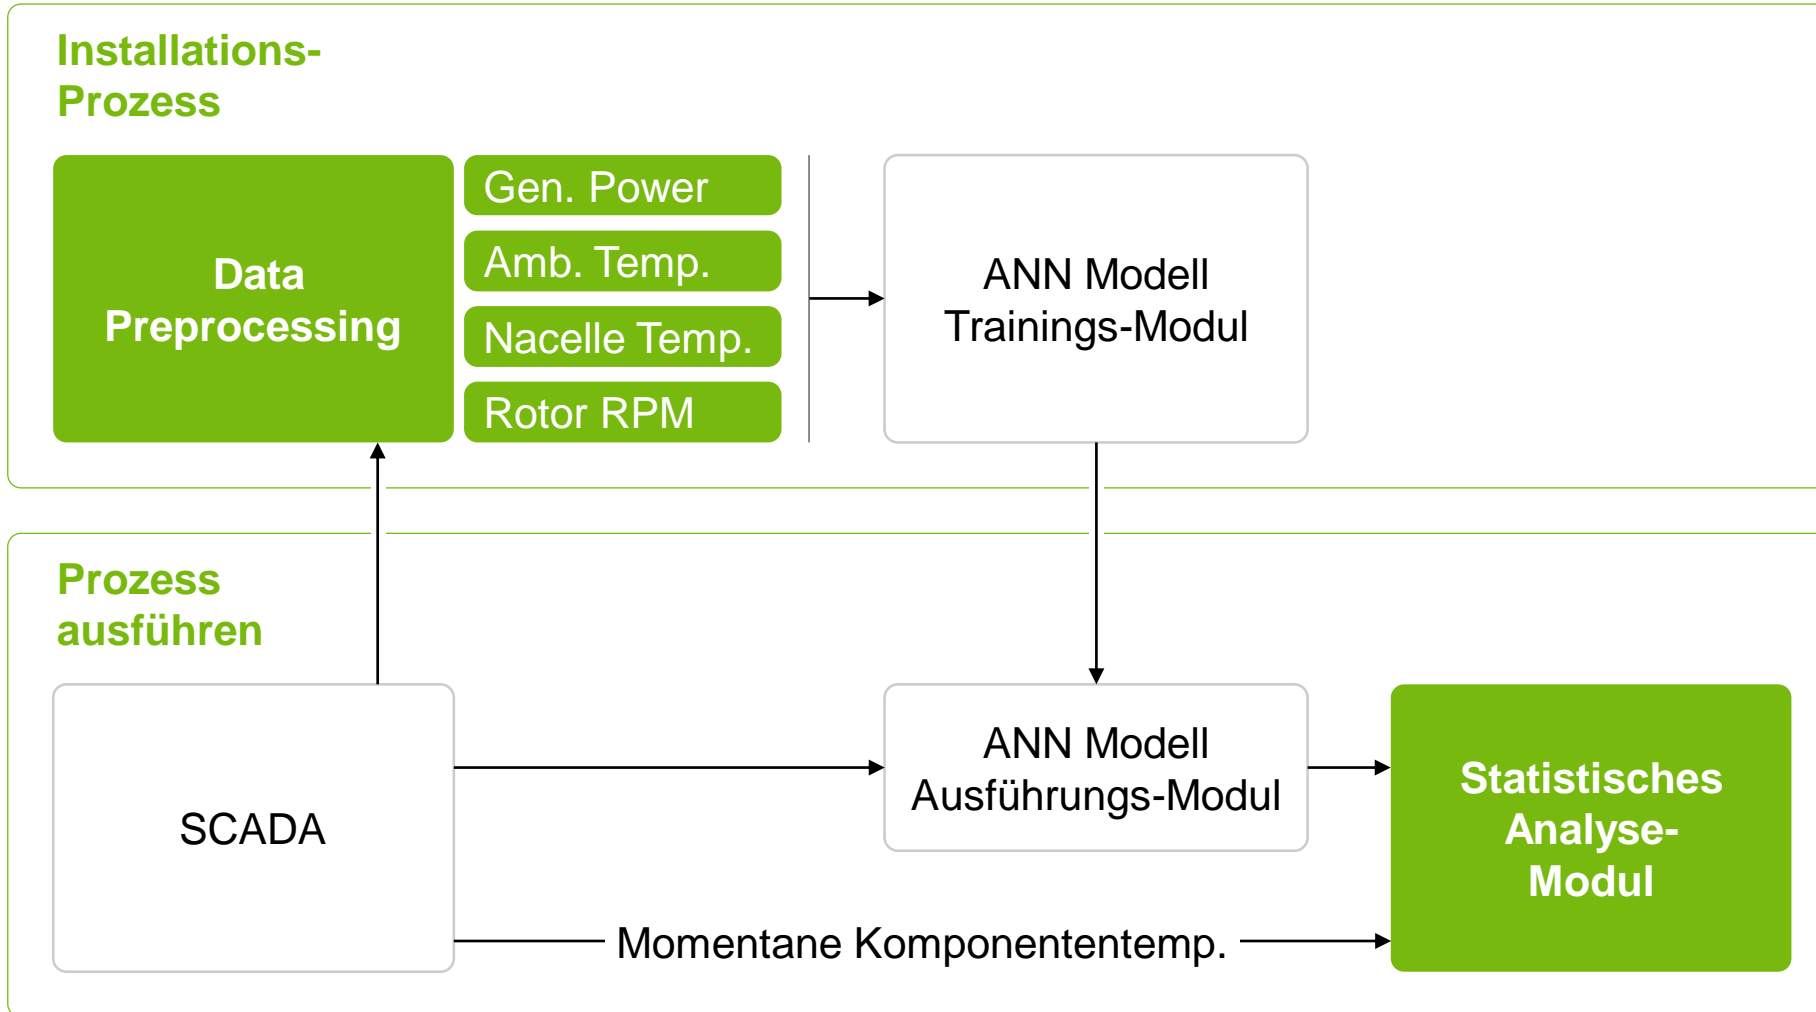 Installations-
Prozess
Data
Preprocessing
Gen. Power
Amb. Temp.
Nacelle Temp.
Rotor RPM
ANN Modell
Trainings-Modul
Prozess
ausführen
SCADA
ANN Modell
Ausführungs-Modul
Momentane Komponententemp.
Statistisches
Analyse-
Modul